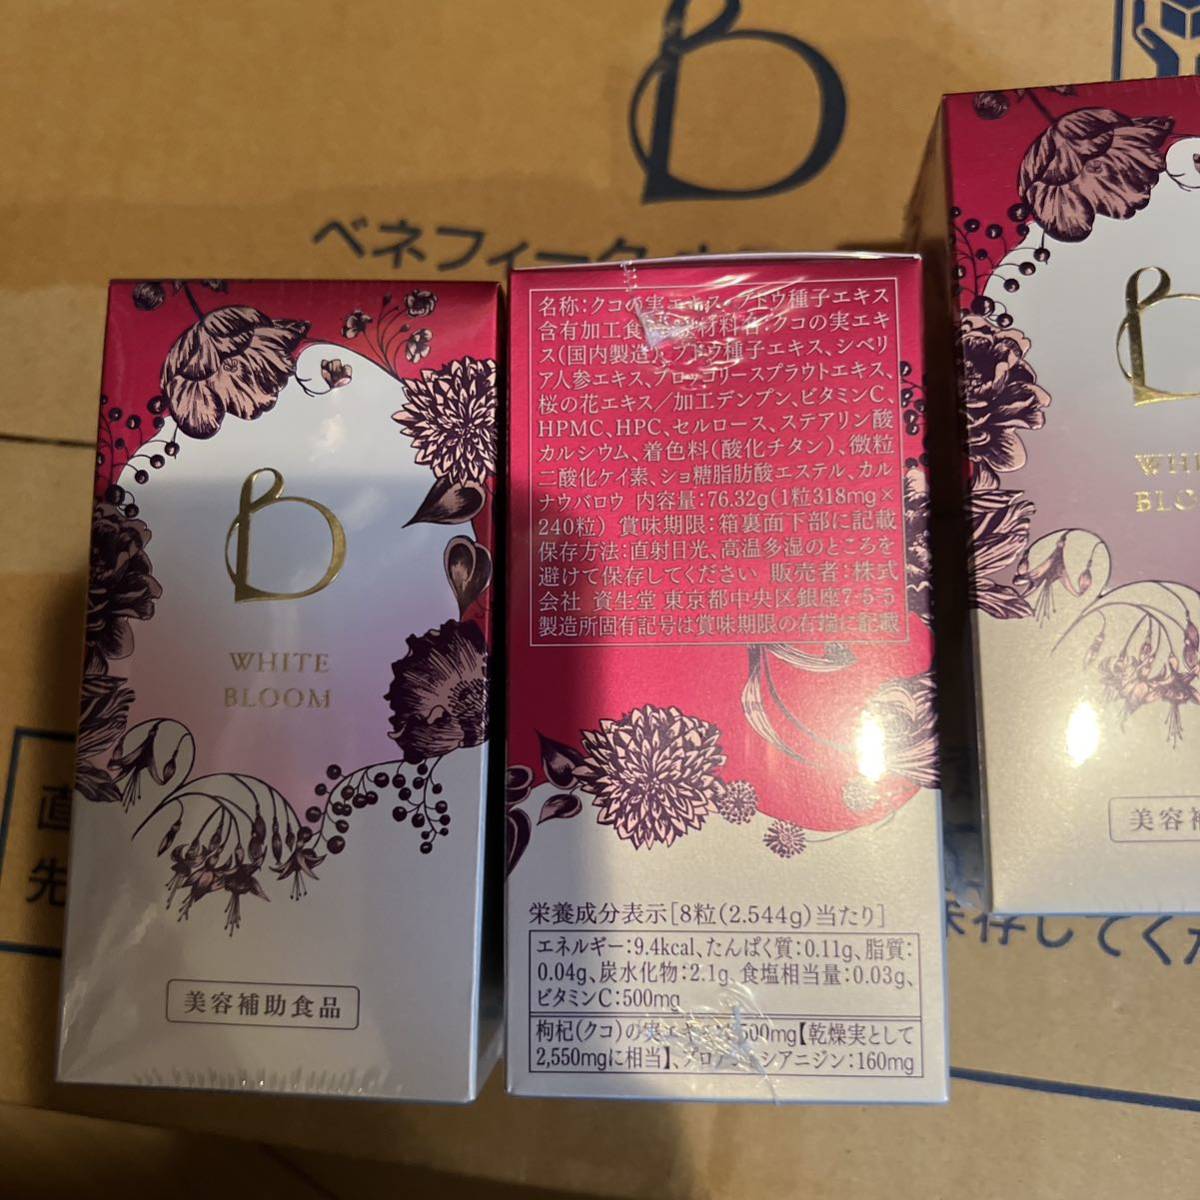 ベネフィーク
WHITE
BLOOM
美容補助食品
名称:クコの実エキス・ブドウ種子エキス
含有加工食 材料名:クコの実エキ
ス(国内製造)、ブドウ種子エキス、シベリ
ア人参エキス、ブロッコリースプラウトエキス、
桜の花エキス/加工デンプン、ビタミンC、
HPMC、HPC、セルロース、ステアリン酸
カルシウム、着色料(酸化チタン)、微粒
二酸化ケイ素、ショ糖脂肪酸エステル、カル
ナウバロウ 内容量:76.32g(1粒318mg×
240粒) 賞味期限:箱裏面下部に記載
保存方法:直射日光、高温多湿のところを
避けて保存してください 販売者:株式
会社 資生堂 東京都中央区銀座7-5-5
製造所固有記号は賞味期限の右端に記載
栄養成分表示[8粒(2.544g)当たり]
エネルギー:9.4kcal、たんぱく質:0.11g、脂質:
0.04g、炭水化物:2.1g、食塩相当量:0.03g、
ビタミンC:500mg
枸杞(クコ)の実エキス 500mg【乾燥実として
2,550mgに相当】、プロアントシアニジン:160mg
WHI
BLO
美容補
直
先
保存してくだ